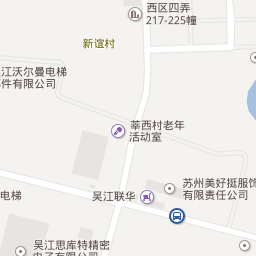 西区四弄
217-225幢
新谊村
江沃尔曼电梯
件有限公司
莘西村老年
活动室
苏州美好挺服饰
有限责任公司
吴江联华
电梯
吴江思库特精密
电子有限公司